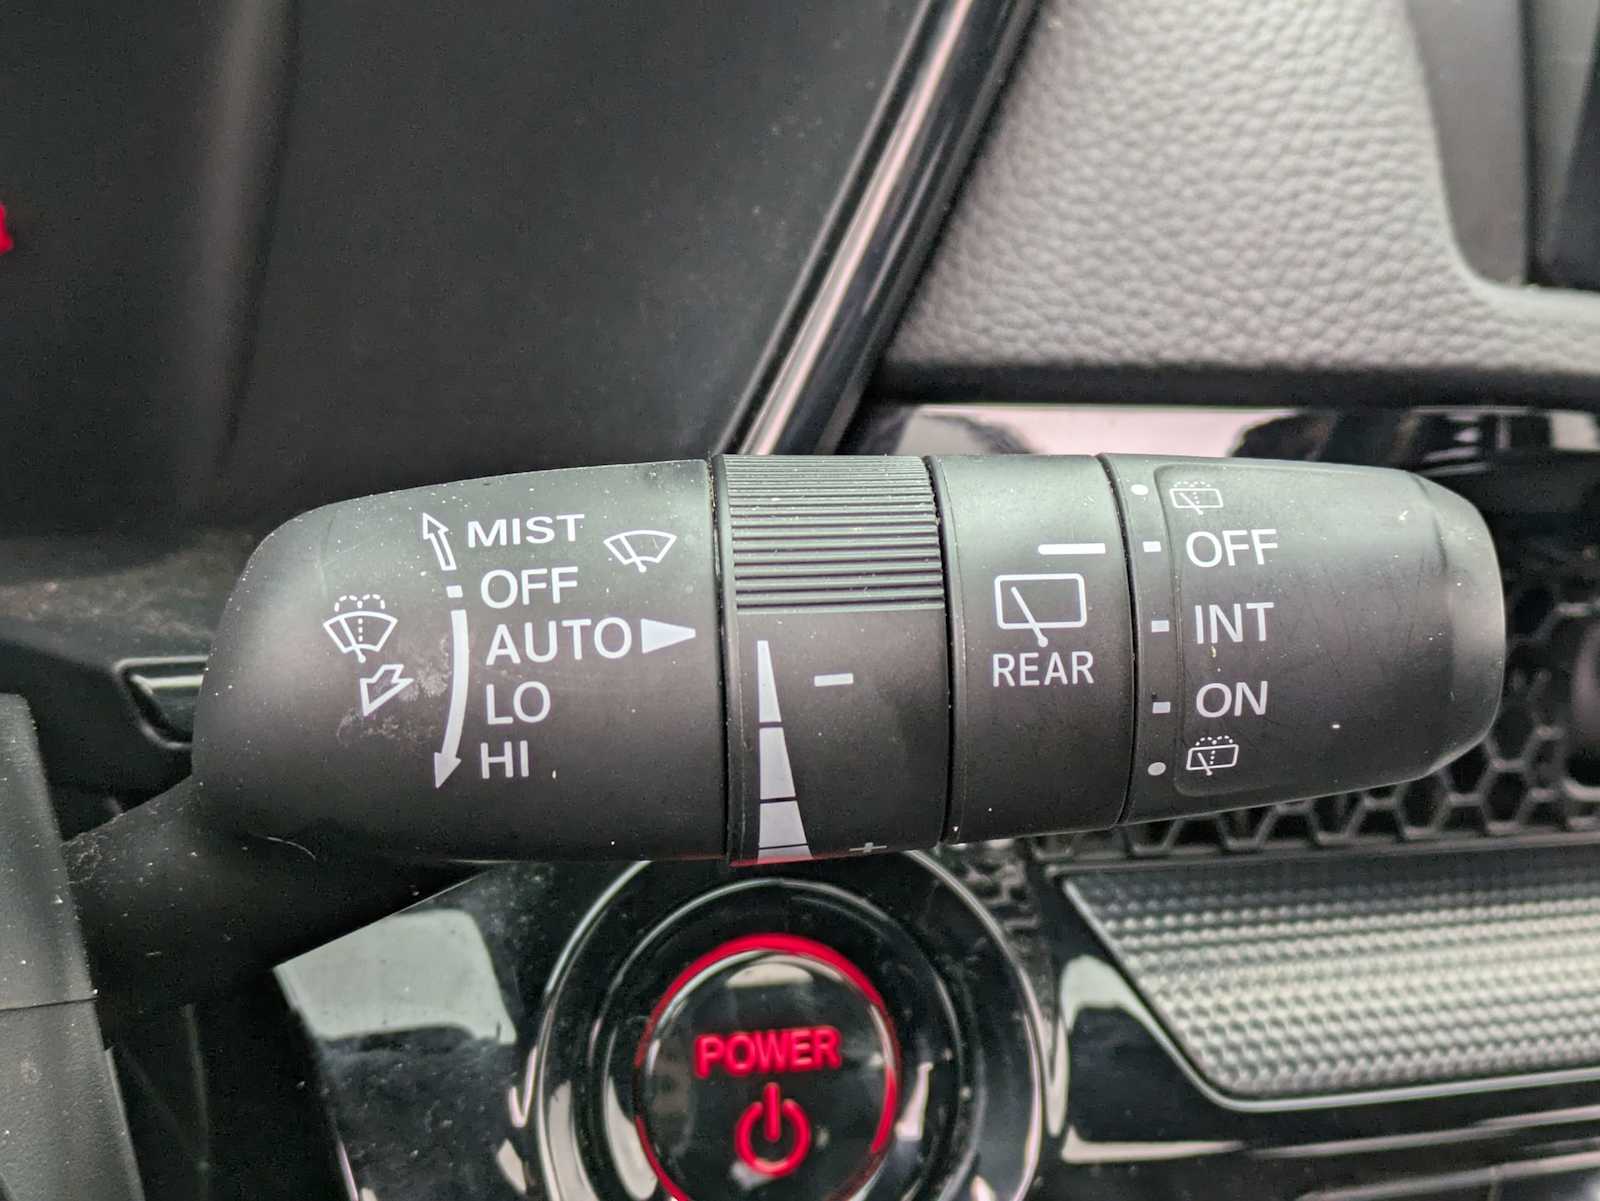 MIST
OFF
AUTO
LO
HI
− 
+
REAR
OFF
INT
ON
POWER